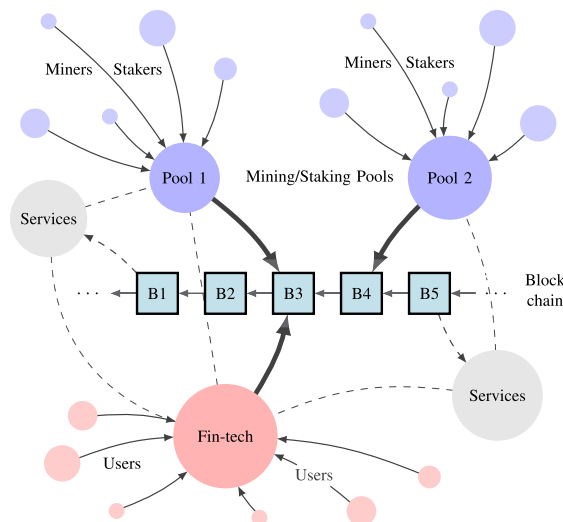 Miners Stakers
Miners Stakers
Pool 1
Mining/Staking Pools
Pool 2
Services
B1
B2
B3
B4
B5
Block
chain
· · ·
· · ·
Services
Fin-tech
Users
Users